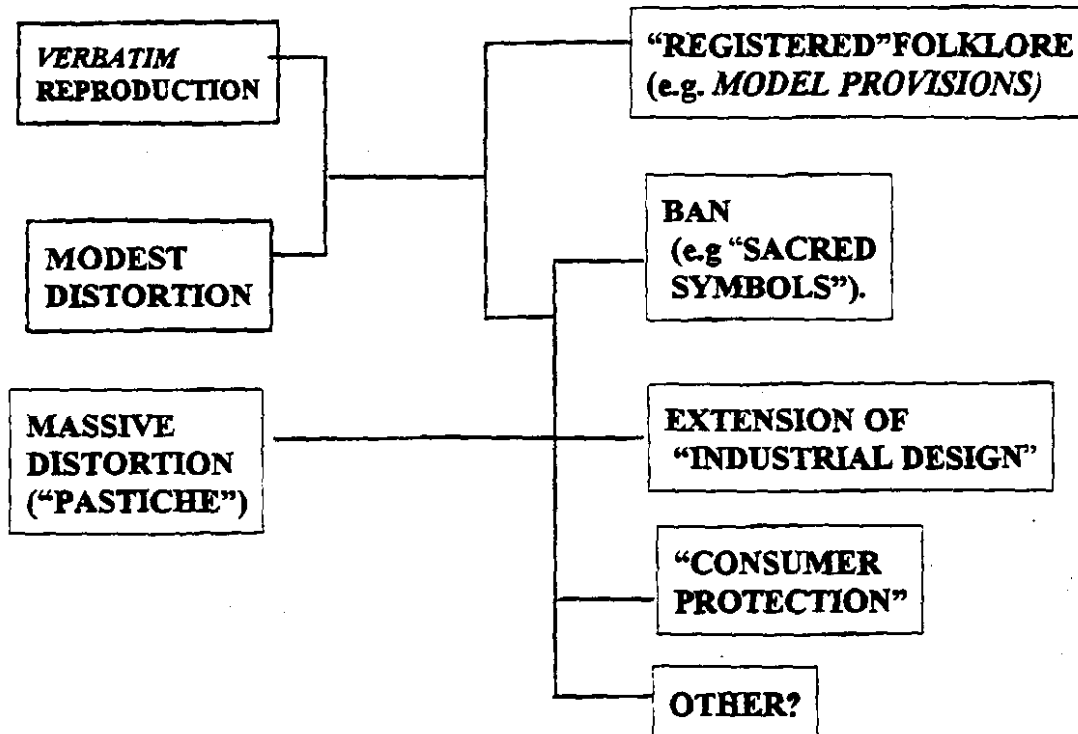 VERBATIM
REPRODUCTION
MODEST
DISTORTION
MASSIVE
DISTORTION
(“PASTICHE”)
“REGISTERED”FOLKLORE
(e.g. MODEL PROVISIONS)
BAN
(e.g “SACRED
SYMBOLS”).
EXTENSION OF
“INDUSTRIAL DESIGN”
“CONSUMER
PROTECTION”
OTHER?